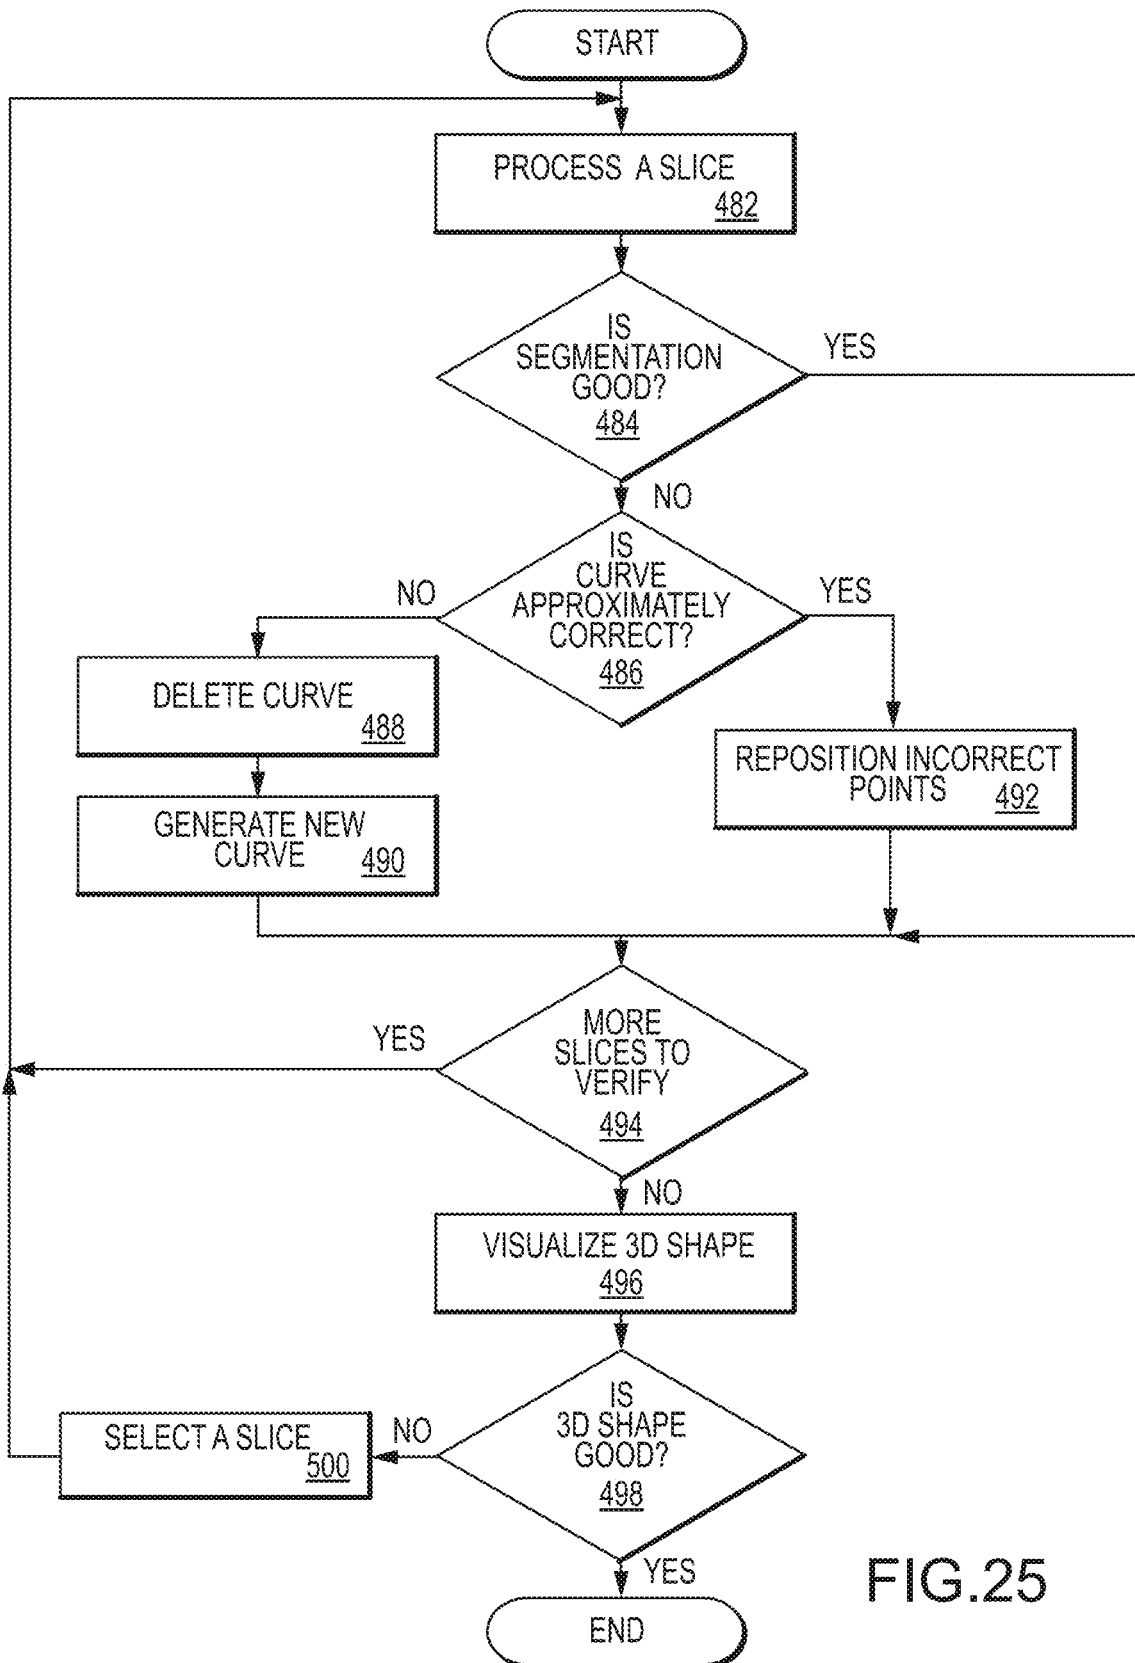 START
PROCESS A SLICE
482
IS
SEGMENTATION
GOOD?
484
YES
NO
IS
CURVE
APPROXIMATELY
CORRECT?
486
NO
YES
DELETE CURVE
488
REPOSITION INCORRECT
POINTS 492
GENERATE NEW
CURVE 490
MORE
SLICES TO
VERIFY
494
YES
NO
VISUALIZE 3D SHAPE
496
IS
3D SHAPE
GOOD?
498
NO
SELECT A SLICE
500
YES
END
FIG.25